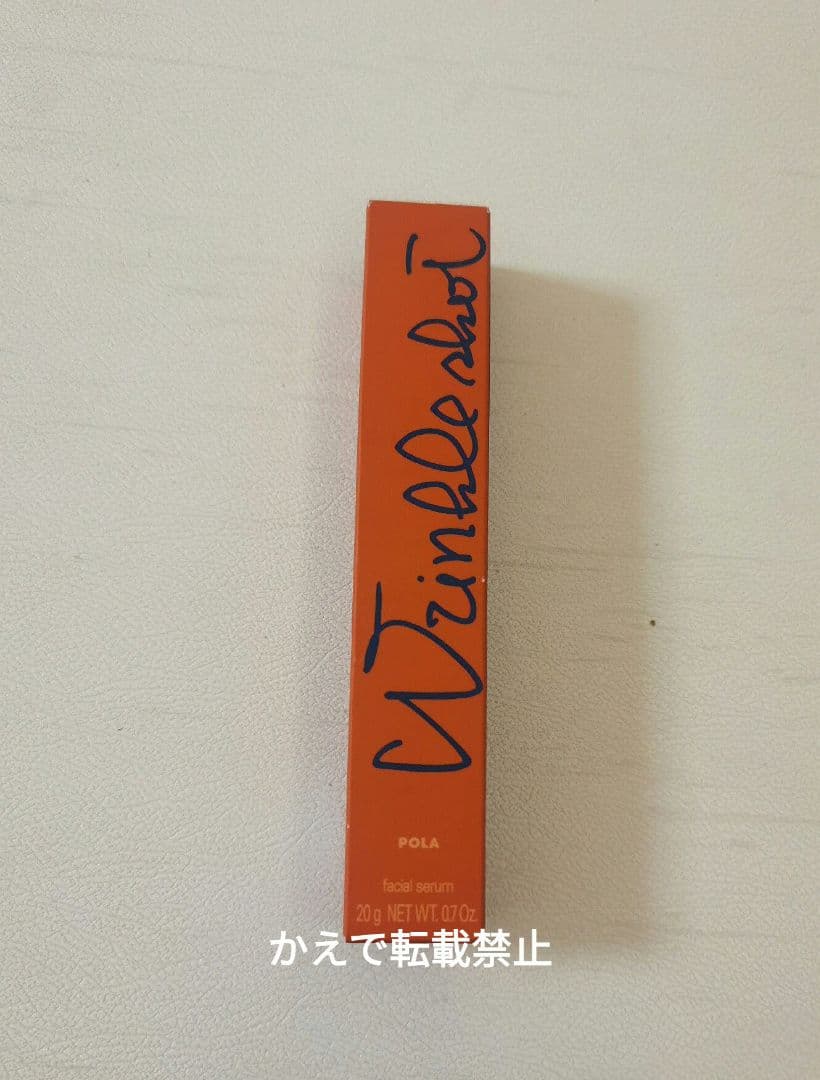 Wrinkle shot
POLA
facial serum
20 g NET WT. 0.7 Oz.
かえで転載禁止